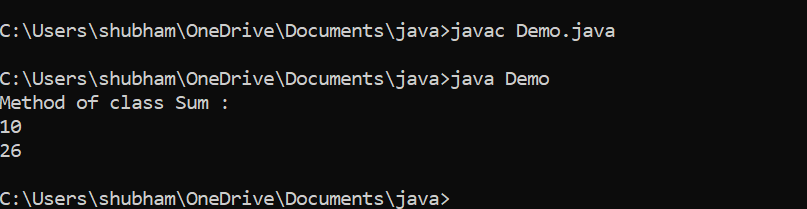 C:\Users\shubham\OneDrive\Documents\java>javac Demo.java
C:\Users\shubham\OneDrive\Documents\java>java Demo
Method of class Sum :
10
26
C:\Users\shubham\OneDrive\Documents\java>